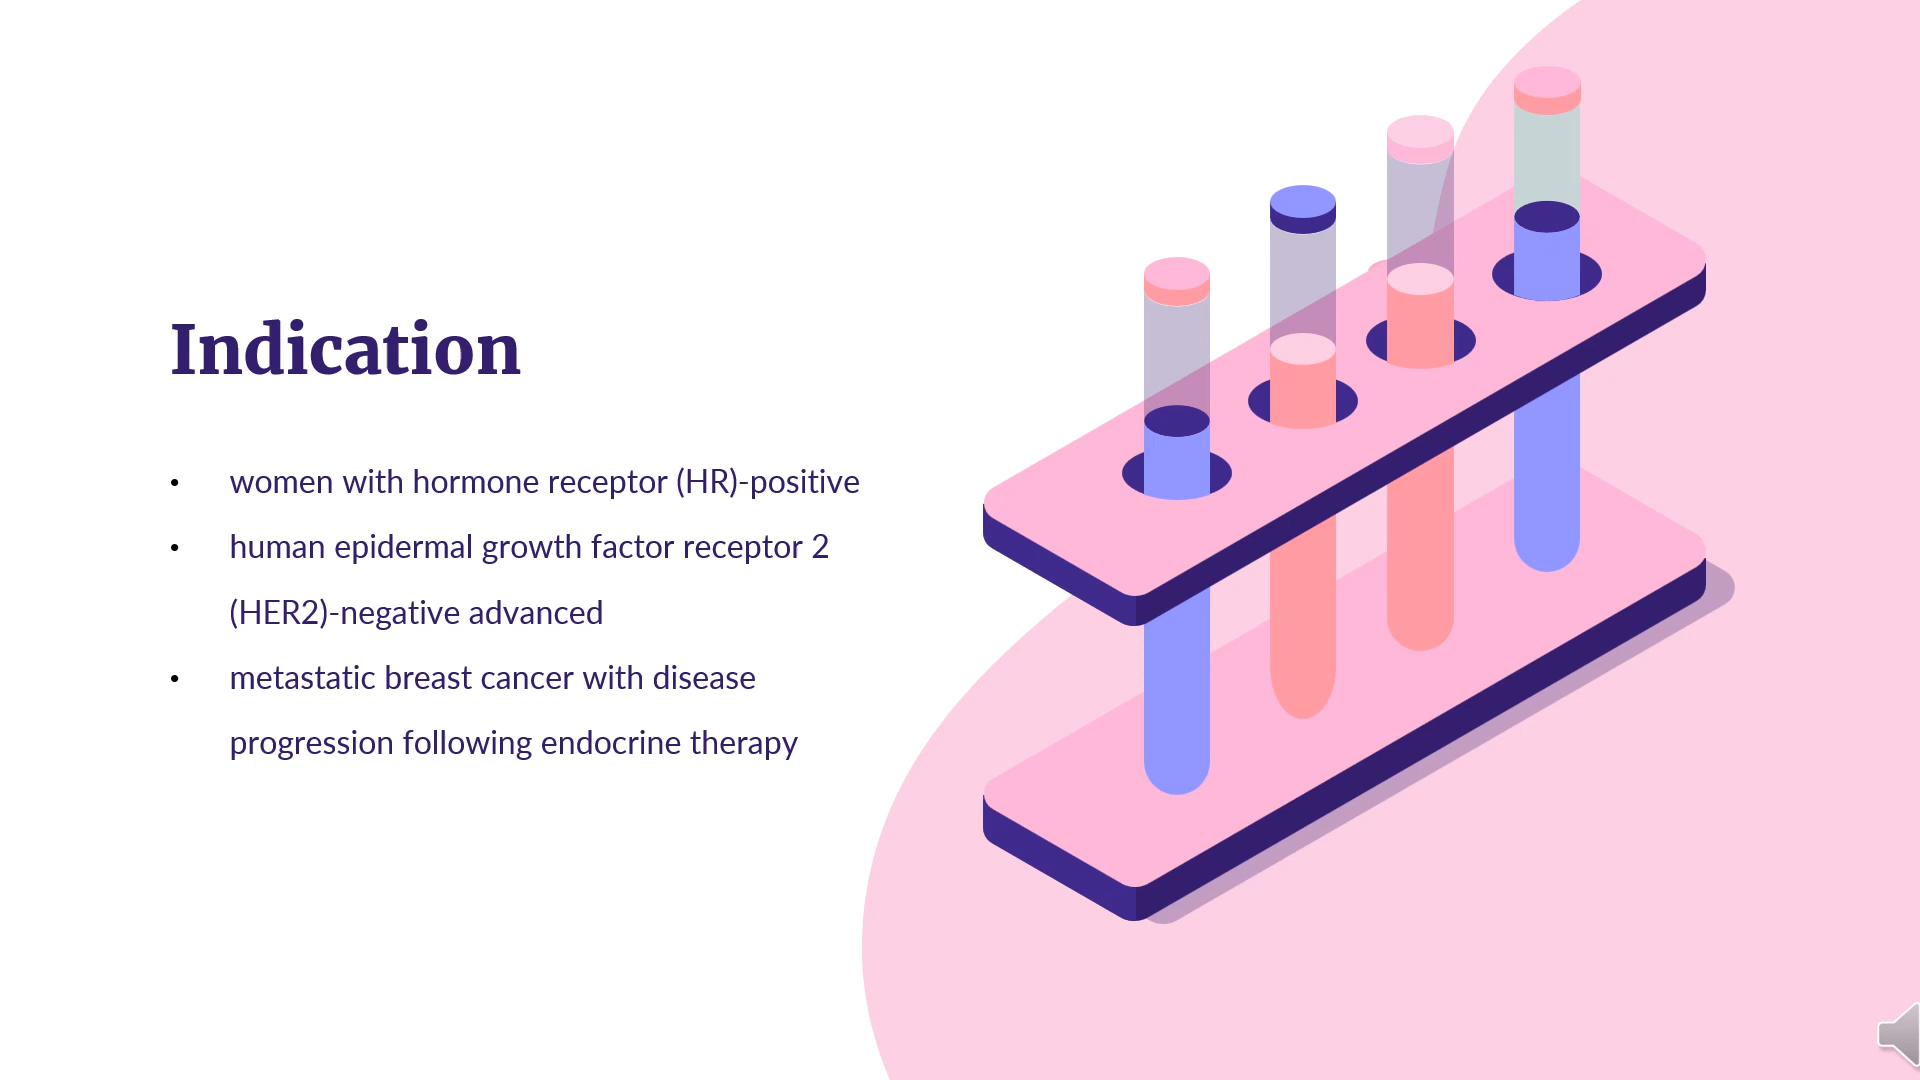 Indication
• women with hormone receptor (HR)-positive
• human epidermal growth factor receptor 2
(HER2)-negative advanced
• metastatic breast cancer with disease
progression following endocrine therapy